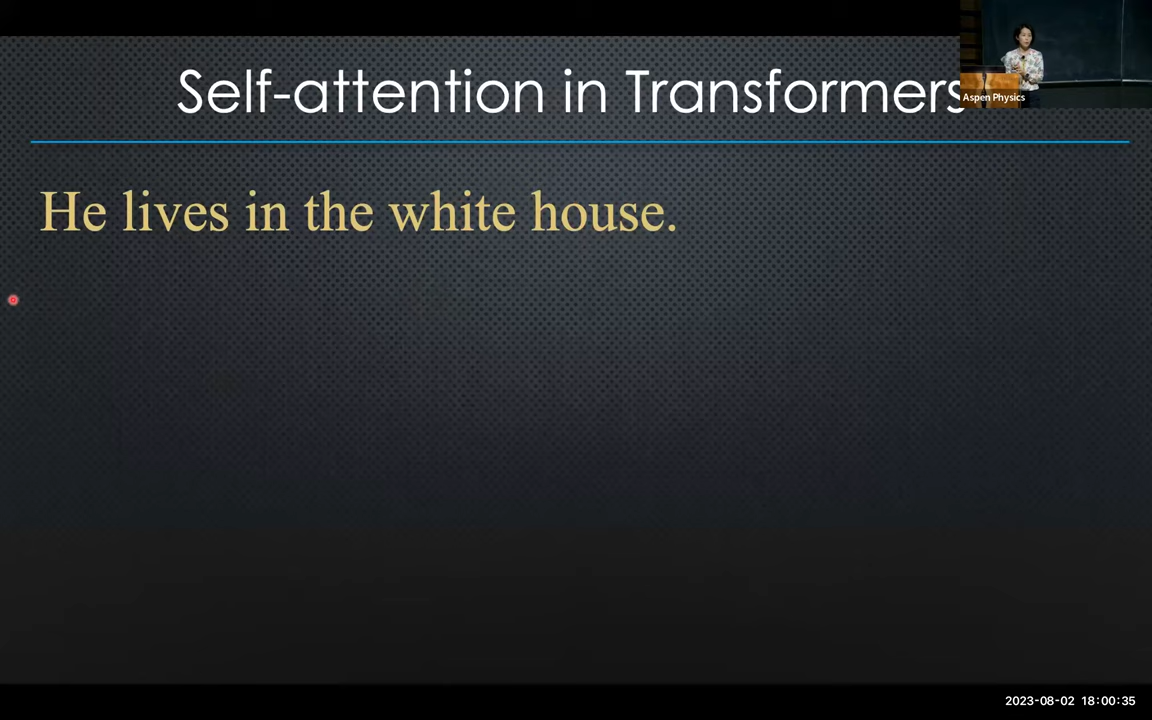 Self-attention in Transformers
Aspen Physics
He lives in the white house.
2023-08-02 18:00:35